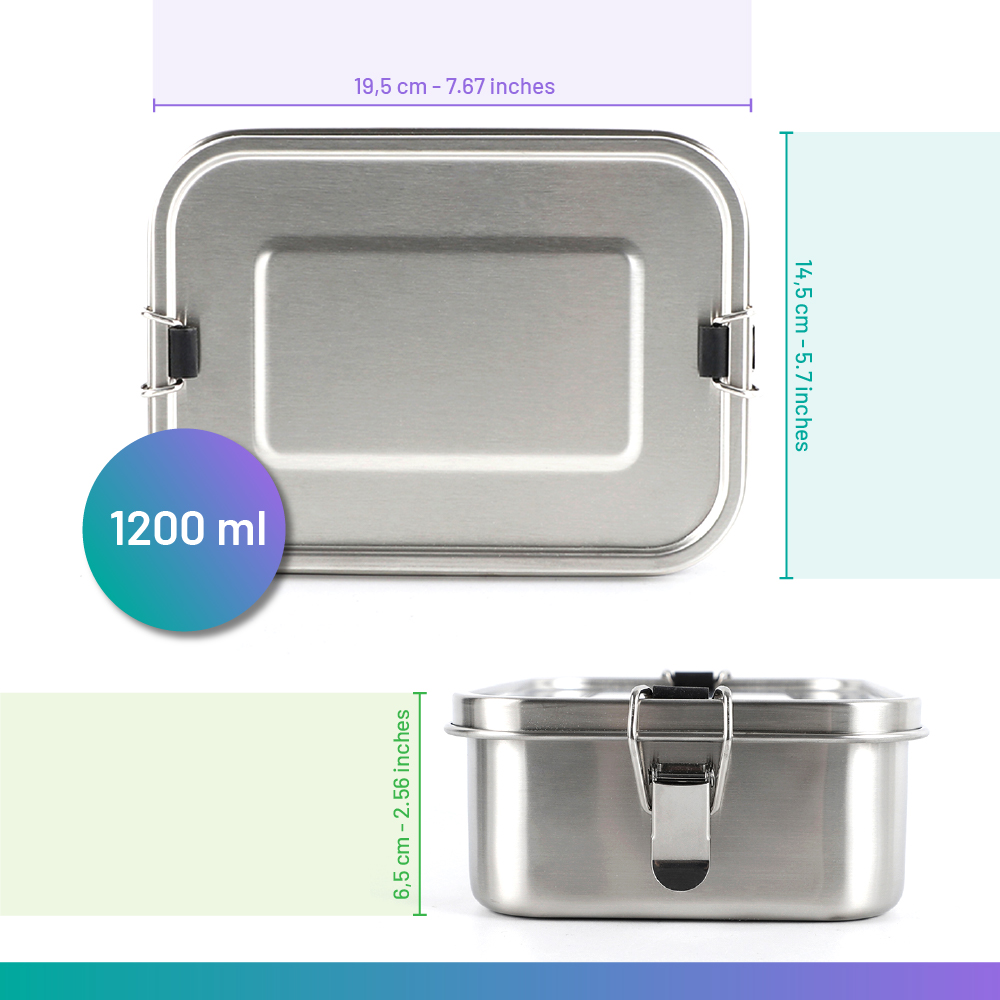 19,5 cm - 7.67 inches
14,5 cm - 5.7 inches
1200 ml
6,5 cm - 2.56 inches